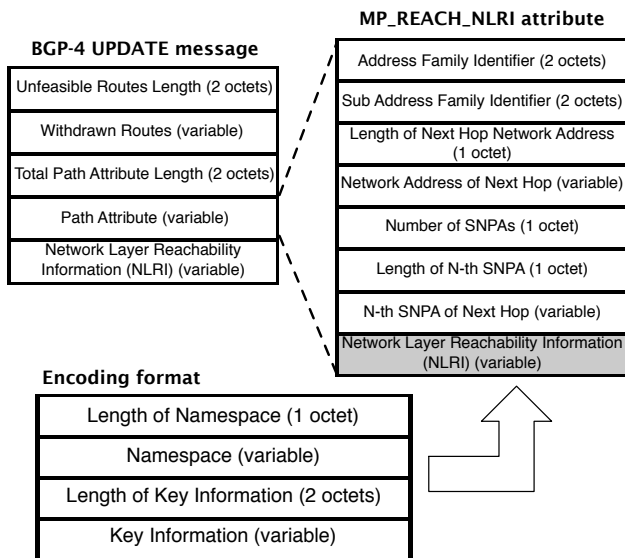 BGP-4 UPDATE message
Unfeasible Routes Length (2 octets)
Withdrawn Routes (variable)
Total Path Attribute Length (2 octets)
Path Attribute (variable)
Network Layer Reachability
Information (NLRI) (variable)
MP_REACH_NLRI attribute
Address Family Identifier (2 octets)
Sub Address Family Identifier (2 octets)
Length of Next Hop Network Address
(1 octet)
Network Address of Next Hop (variable)
Number of SNPAs (1 octet)
Length of N-th SNPA (1 octet)
N-th SNPA of Next Hop (variable)
Network Layer Reachability Information
(NLRI) (variable)
Encoding format
Length of Namespace (1 octet)
Namespace (variable)
Length of Key Information (2 octets)
Key Information (variable)